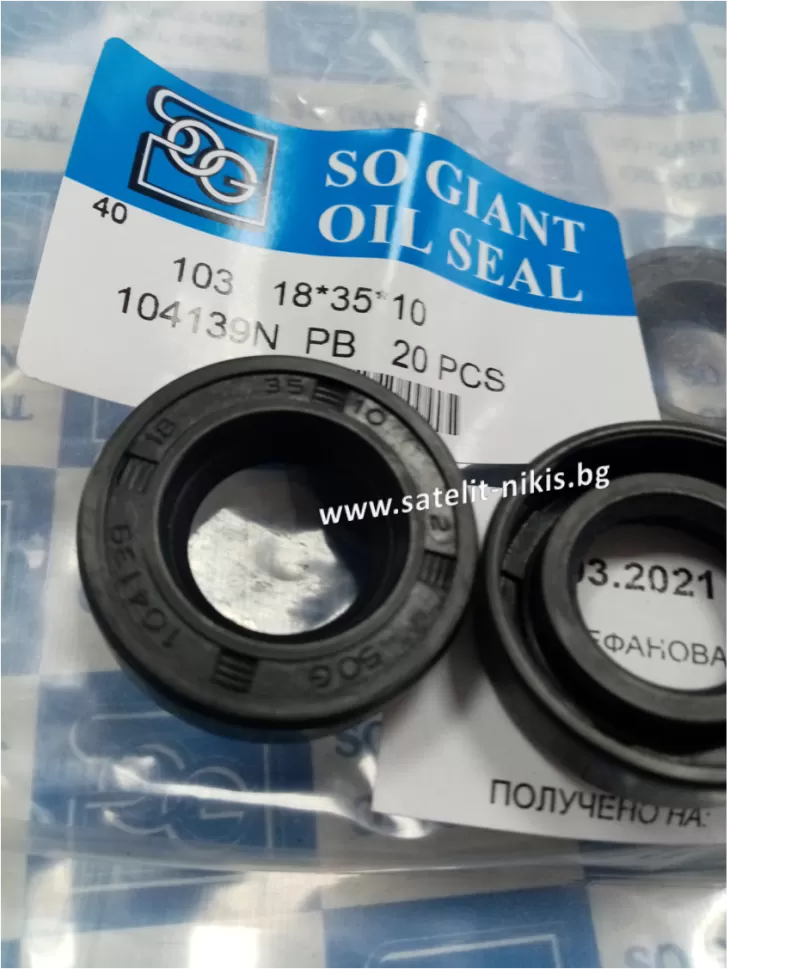 SOG
SO GIANT
OIL SEAL
40
103 18*35*10
104139N PB 20 PCS
18 35 10
104139
SOG
www.satelit-nikis.bg
03.2021
ЕФАНОВА
ПОЛУЧЕНО НА: